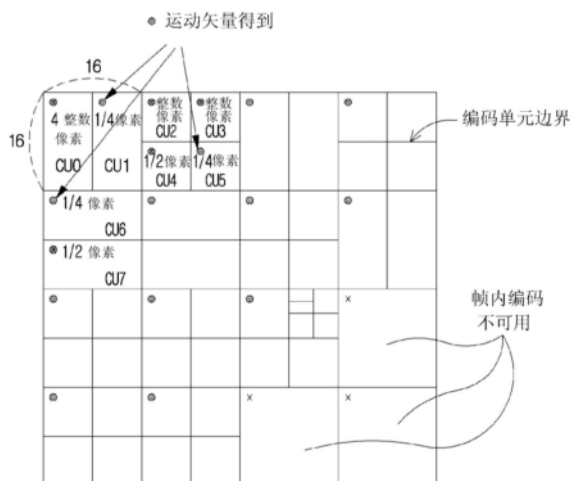 运动矢量得到
16
16
4 整数
像素
CU0
1/4像素
CU1
整数
像素
CU2
整数
像素
CU3
1/2像素
CU4
1/4像素
CU5
编码单元边界
1/4 像素
CU6
1/2 像素
CU7
×
帧内编码
不可用
×
×